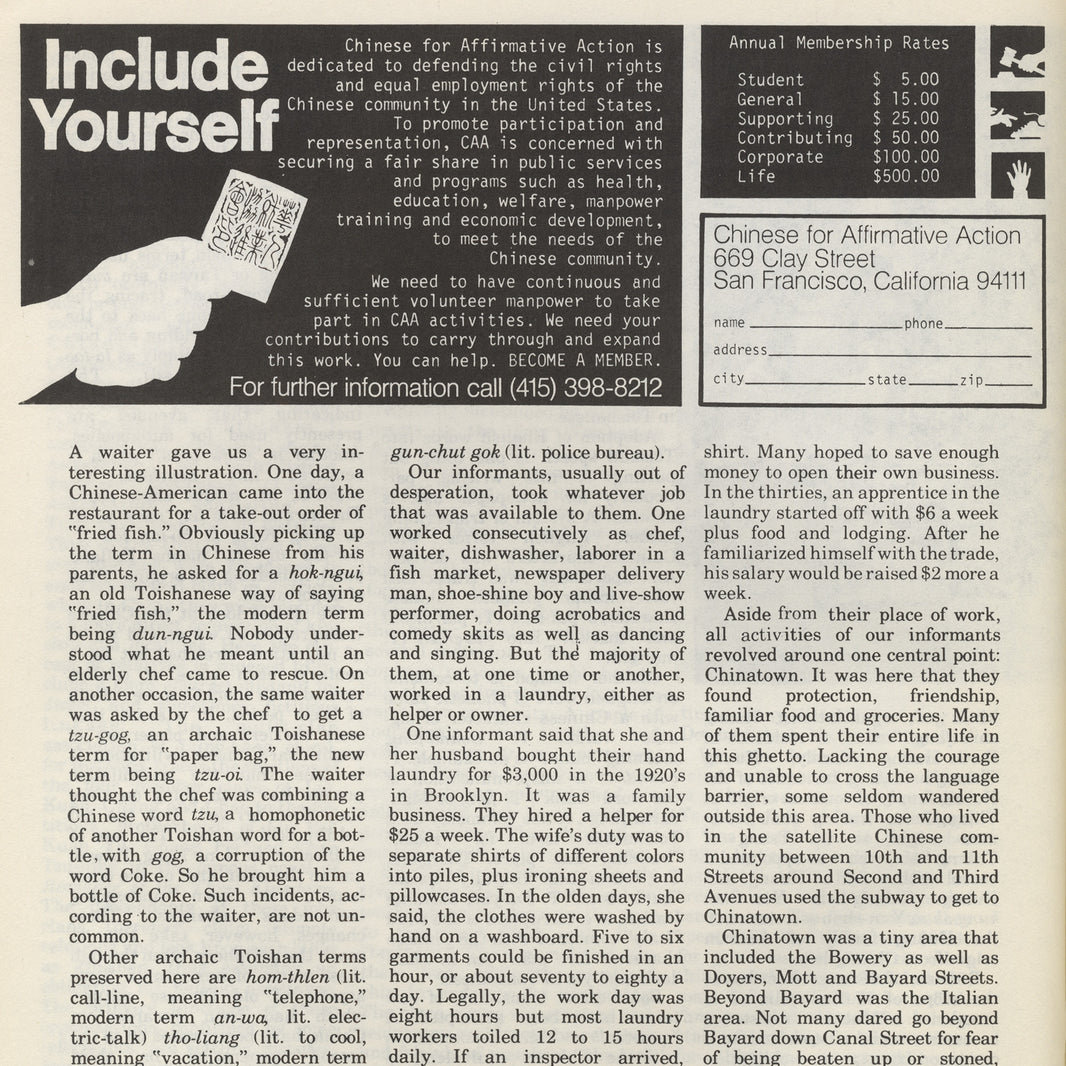 Include
Yourself
Chinese for Affirmative Action is
dedicated to defending the civil rights
and equal employment rights of the
Chinese community in the United States.
To promote participation and
representation, CAA is concerned with
securing a fair share in public services
and programs such as health,
education, welfare, manpower
training and economic development,
to meet the needs of the
Chinese community.
We need to have continuous and
sufficient volunteer manpower to take
part in CAA activities. We need your
contributions to carry through and expand
this work. You can help. BECOME A MEMBER.
For further information call (415) 398-8212
Annual Membership Rates
Student $ 5.00
General $ 15.00
Supporting $ 25.00
Contributing $ 50.00
Corporate $100.00
Life $500.00
Chinese for Affirmative Action
669 Clay Street
San Francisco, California 94111
name phone
address
city state zip
A waiter gave us a very in-
teresting illustration. One day, a
Chinese-American came into the
restaurant for a take-out order of
"fried fish." Obviously picking up
the term in Chinese from his
parents, he asked for a hok-ngui,
an old Toishanese way of saying
"fried fish," the modern term
being dun-ngui. Nobody under-
stood what he meant until an
elderly chef came to rescue. On
another occasion, the same waiter
was asked by the chef to get a
tzu-gog, an archaic Toishanese
term for "paper bag," the new
term being tzu-oi. The waiter
thought the chef was combining a
Chinese word tzu, a homophonetic
of another Toishan word for a bot-
tle, with gog, a corruption of the
word Coke. So he brought him a
bottle of Coke. Such incidents, ac-
cording to the waiter, are not un-
common.
Other archaic Toishan terms
preserved here are hom-thlen (lit.
call-line, meaning "telephone,"
modern term an-wa, lit. elec-
tric-talk) tho-liang (lit. to cool,
meaning "vacation," modern term
gun-chut gok (lit. police bureau).
Our informants, usually out of
desperation, took whatever job
that was available to them. One
worked consecutively as chef,
waiter, dishwasher, laborer in a
fish market, newspaper delivery
man, shoe-shine boy and live-show
performer, doing acrobatics and
comedy skits as well as dancing
and singing. But the majority of
them, at one time or another,
worked in a laundry, either as
helper or owner.
One informant said that she and
her husband bought their hand
laundry for $3,000 in the 1920's
in Brooklyn. It was a family
business. They hired a helper for
$25 a week. The wife's duty was to
separate shirts of different colors
into piles, plus ironing sheets and
pillowcases. In the olden days, she
said, the clothes were washed by
hand on a washboard. Five to six
garments could be finished in an
hour, or about seventy to eighty a
day. Legally, the work day was
eight hours but most laundry
workers toiled 12 to 15 hours
daily. If an inspector arrived,
shirt. Many hoped to save enough
money to open their own business.
In the thirties, an apprentice in the
laundry started off with $6 a week
plus food and lodging. After he
familiarized himself with the trade,
his salary would be raised $2 more a
week.
Aside from their place of work,
all activities of our informants
revolved around one central point:
Chinatown. It was here that they
found protection, friendship,
familiar food and groceries. Many
of them spent their entire life in
this ghetto. Lacking the courage
and unable to cross the language
barrier, some seldom wandered
outside this area. Those who lived
in the satellite Chinese com-
munity between 10th and 11th
Streets around Second and Third
Avenues used the subway to get to
Chinatown.
Chinatown was a tiny area that
included the Bowery as well as
Doyers, Mott and Bayard Streets.
Beyond Bayard was the Italian
area. Not many dared go beyond
Bayard down Canal Street for fear
of being beaten up or stoned,